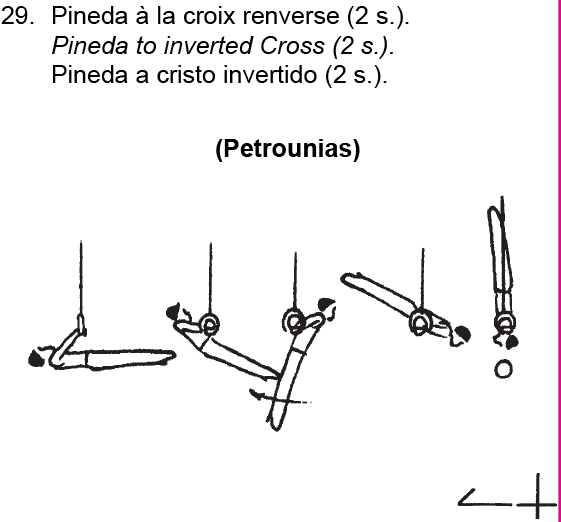 29. Pineda à la croix renverse (2 s.).
Pineda to inverted Cross (2 s.).
Pineda a cristo invertido (2 s.).
(Petrounias)